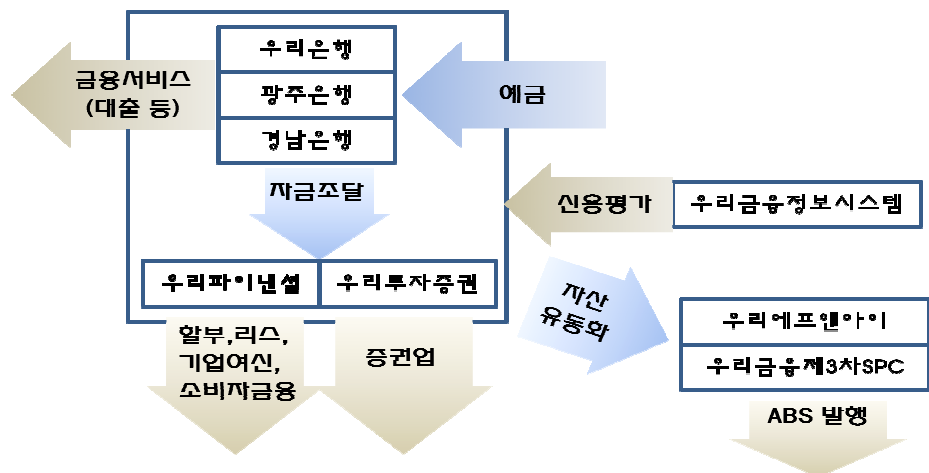 우리은행
금융서비스
(대출 등)
광주은행
예금
경남은행
자금조달
신용평가
우리금융정보시스템
우리파이낸셜
우리투자증권
자산
유동화
우리에프앤아이
할부,리스,
기업여신,
소비자금융
증권업
우리금융제3차SPC
ABS 발행